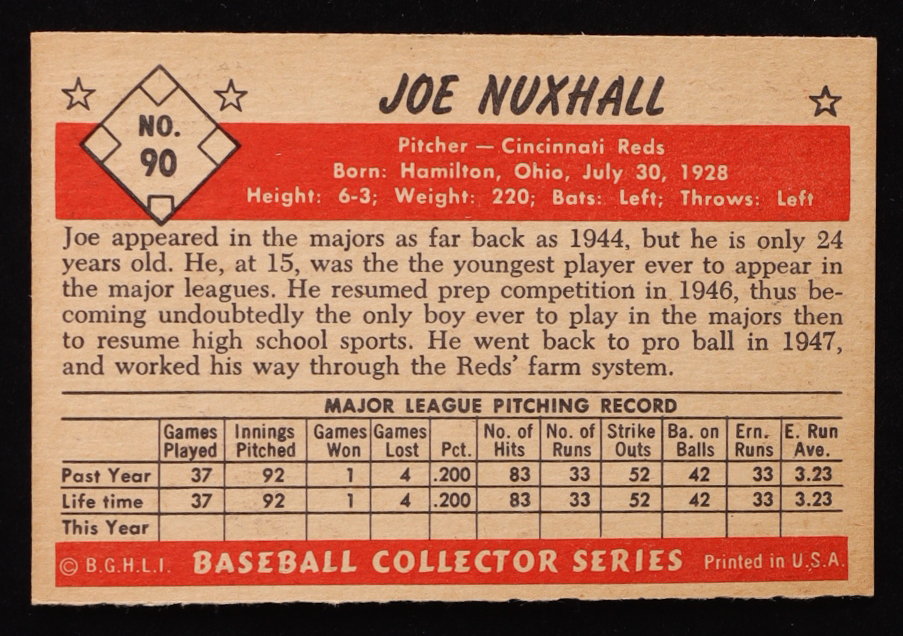 JOE NUXHALL
NO.
90
Pitcher — Cincinnati Reds
Born: Hamilton, Ohio, July 30, 1928
Height: 6-3; Weight: 220; Bats: Left; Throws: Left
Joe appeared in the majors as far back as 1944, but he is only 24
years old. He, at 15, was the the youngest player ever to appear in
the major leagues. He resumed prep competition in 1946, thus be-
coming undoubtedly the only boy ever to play in the majors then
to resume high school sports. He went back to pro ball in 1947,
and worked his way through the Reds' farm system.
MAJOR LEAGUE PITCHING RECORD
Games Innings Games Games No. of No. of Strike Ba. on Ern. E. Run
Played Pitched Won Lost Pct. Hits Runs Outs Balls Runs Ave.
Past Year 37 92 1 4 .200 83 33 52 42 33 3.23
Life time 37 92 1 4 .200 83 33 52 42 33 3.23
This Year
© B.G.H.L.I. BASEBALL COLLECTOR SERIES Printed in U.S.A.